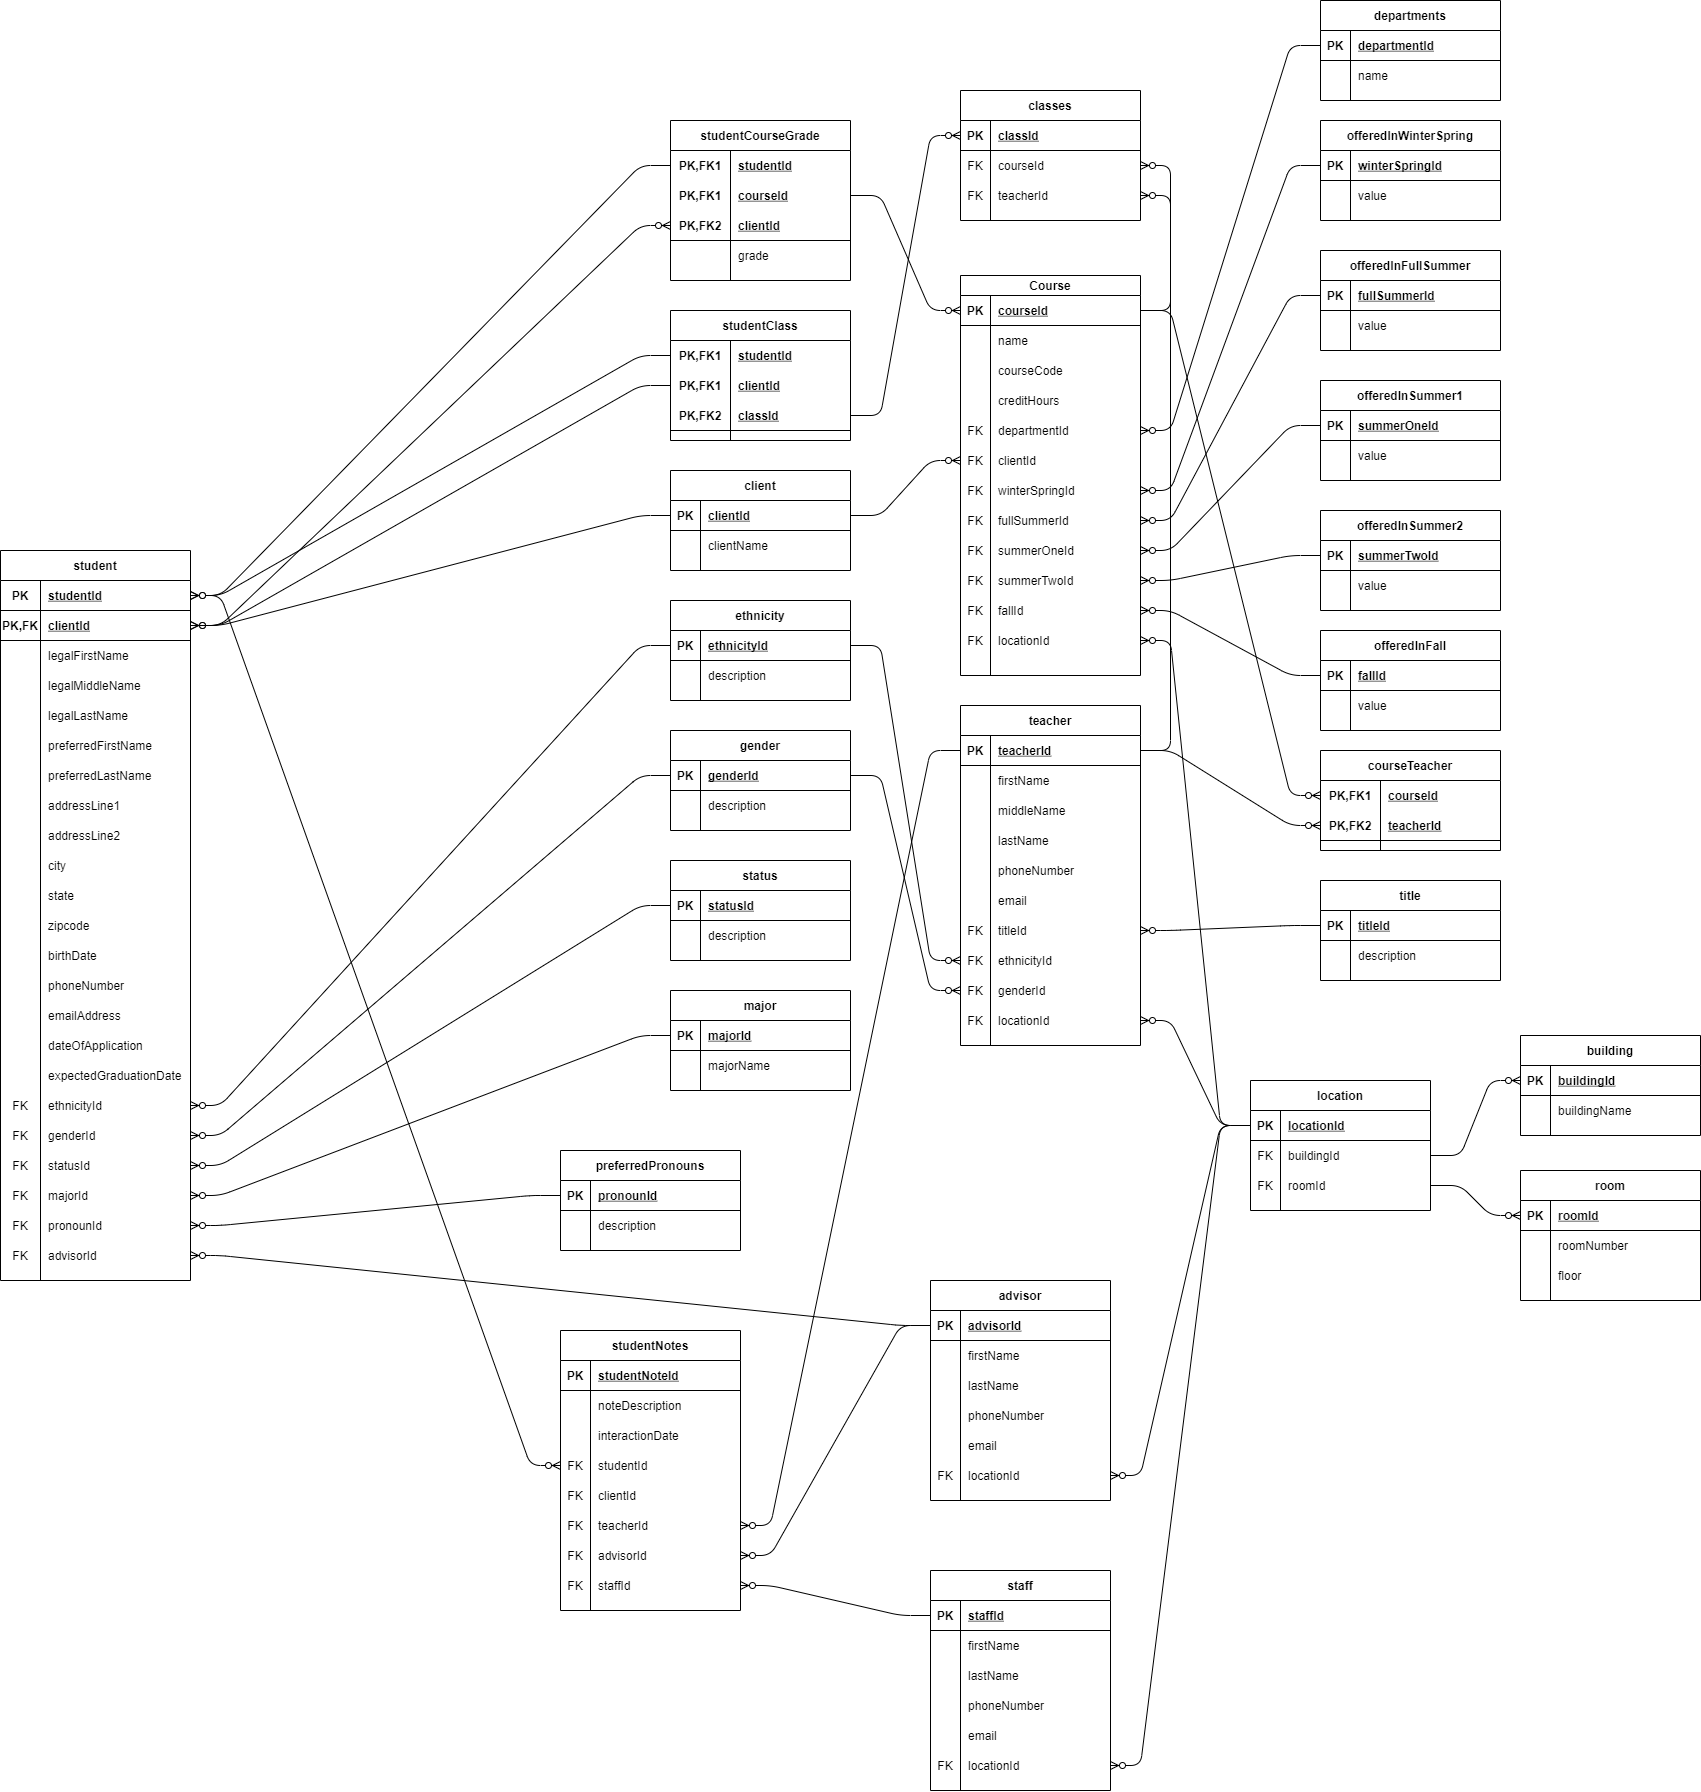 departments
PK departmentId
name
classes
PK classId
FK courseId
FK teacherId
studentCourseGrade
PK,FK1 studentId
PK,FK1 courseId
PK,FK2 clientId
grade
offeredInWinterSpring
PK winterSpringId
value
offeredInFullSummer
PK fullSummerId
value
Course
PK courseId
name
courseCode
creditHours
FK departmentId
FK clientId
FK winterSpringId
FK fullSummerId
FK summerOneId
FK summerTwoId
FK fallId
FK locationId
studentClass
PK,FK1 studentId
PK,FK1 clientId
PK,FK2 classId
offeredInSummer1
PK summerOneId
value
client
PK clientId
clientName
offeredInSummer2
PK summerTwoId
value
student
PK studentId
PK,FK clientId
legalFirstName
legalMiddleName
legalLastName
preferredFirstName
preferredLastName
addressLine1
addressLine2
city
state
zipcode
birthDate
phoneNumber
emailAddress
dateOfApplication
expectedGraduationDate
FK ethnicityId
FK genderId
FK statusId
FK majorId
FK pronounId
FK advisorId
ethnicity
PK ethnicityId
description
offeredInFall
PK fallId
value
teacher
PK teacherId
firstName
middleName
lastName
phoneNumber
email
FK titleId
FK ethnicityId
FK genderId
FK locationId
gender
PK genderId
description
courseTeacher
PK,FK1 courseId
PK,FK2 teacherId
status
PK statusId
description
title
PK titleId
description
major
PK majorId
majorName
building
PK buildingId
buildingName
location
PK locationId
FK buildingId
FK roomId
preferredPronouns
PK pronounId
description
room
PK roomId
roomNumber
floor
advisor
PK advisorId
firstName
lastName
phoneNumber
email
FK locationId
studentNotes
PK studentNoteId
noteDescription
interactionDate
FK studentId
FK clientId
FK teacherId
FK advisorId
FK staffId
staff
PK staffId
firstName
lastName
phoneNumber
email
FK locationId